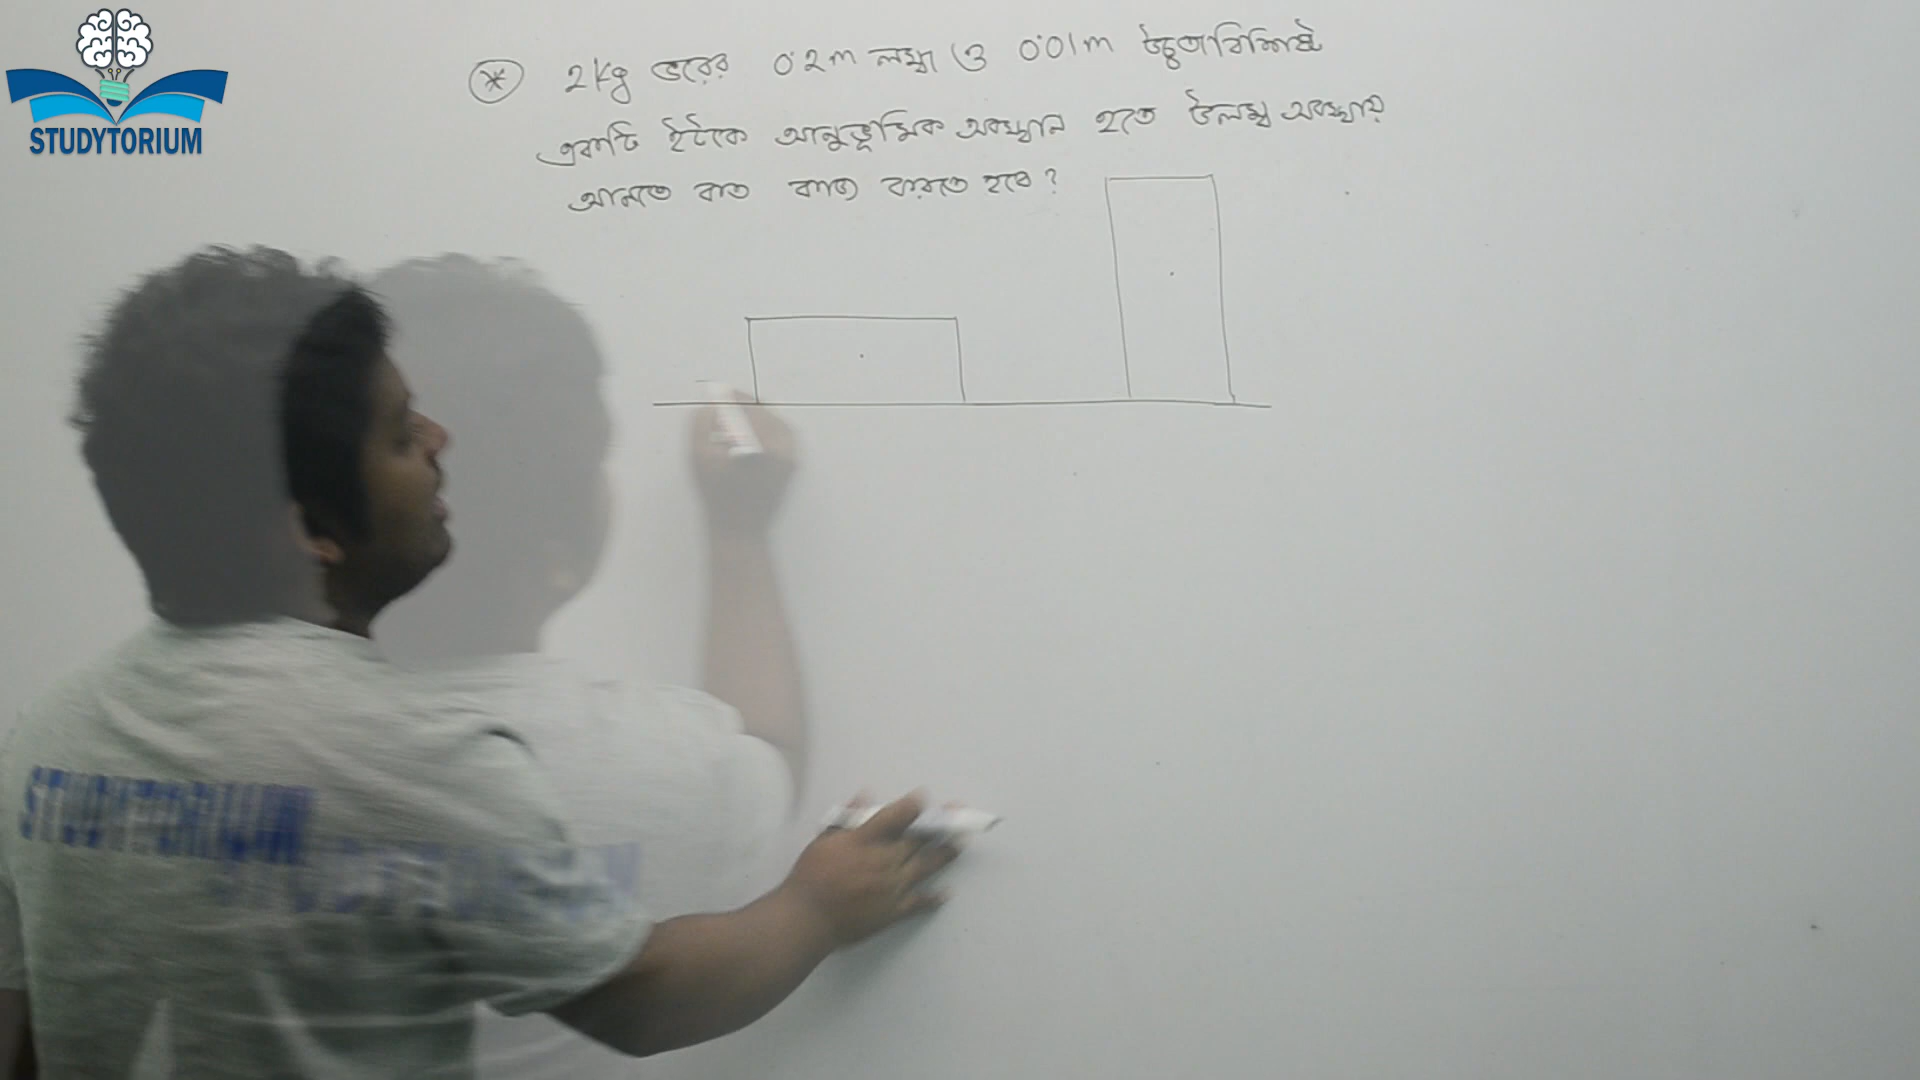 STUDYTORIUM
* 2kg ভরের 0.2m লম্বা ও 0.01m উচ্চতাবিশিষ্ট
একটি ইটকে আনুভূমিক অবস্থান হতে উলম্ব অবস্থায়
আনতে কত কাজ করতে হবে?
STUDYTORIUM